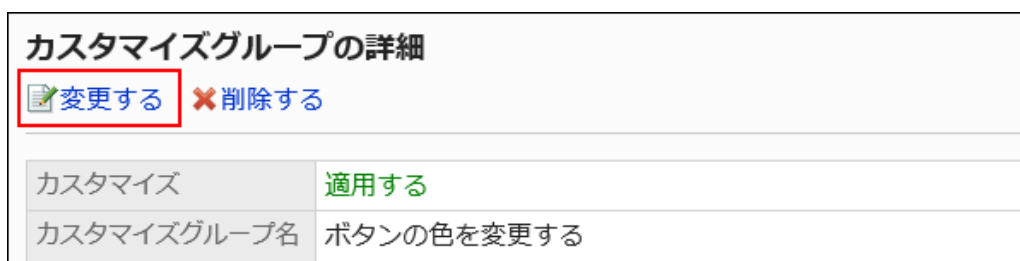 カスタマイズグループの詳細
変更する 削除する
カスタマイズ 適用する
カスタマイズグループ名 ボタンの色を変更する